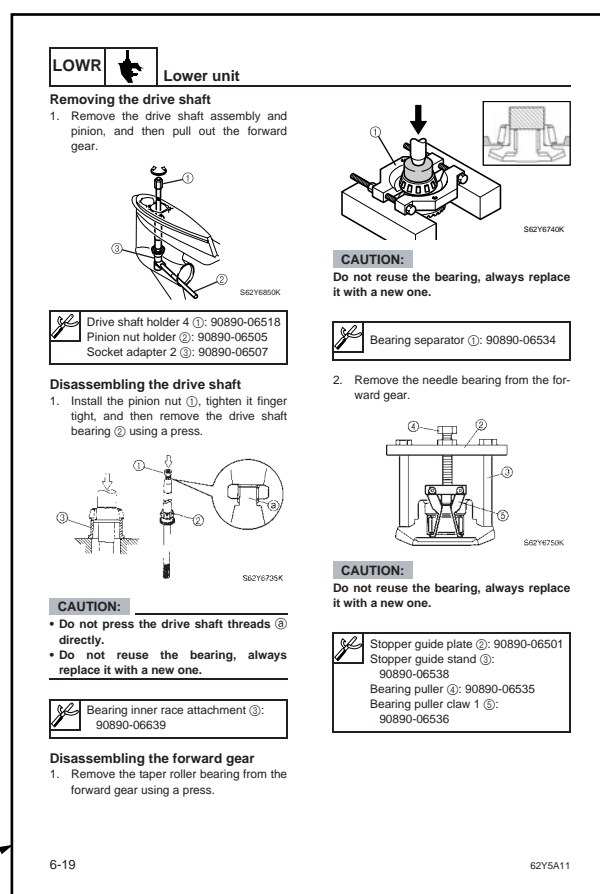 LOWR
Lower unit
Removing the drive shaft
1. Remove the drive shaft assembly and
pinion, and then pull out the forward
gear.
①
③
②
S62Y6850K
Drive shaft holder 4 ①: 90890-06518
Pinion nut holder ②: 90890-06505
Socket adapter 2 ③: 90890-06507
Disassembling the drive shaft
1. Install the pinion nut ①, tighten it finger
tight, and then remove the drive shaft
bearing ② using a press.
①
③
②
ⓐ
S62Y6735K
CAUTION:
• Do not press the drive shaft threads ⓐ
directly.
• Do not reuse the bearing, always
replace it with a new one.
Bearing inner race attachment ③:
90890-06639
Disassembling the forward gear
1. Remove the taper roller bearing from the
forward gear using a press.
①
S62Y6740K
CAUTION:
Do not reuse the bearing, always replace
it with a new one.
Bearing separator ①: 90890-06534
2. Remove the needle bearing from the for-
ward gear.
④
②
③
⑤
S62Y6750K
CAUTION:
Do not reuse the bearing, always replace
it with a new one.
Stopper guide plate ②: 90890-06501
Stopper guide stand ③:
90890-06538
Bearing puller ④: 90890-06535
Bearing puller claw 1 ⑤:
90890-06536
6-19
62Y5A11